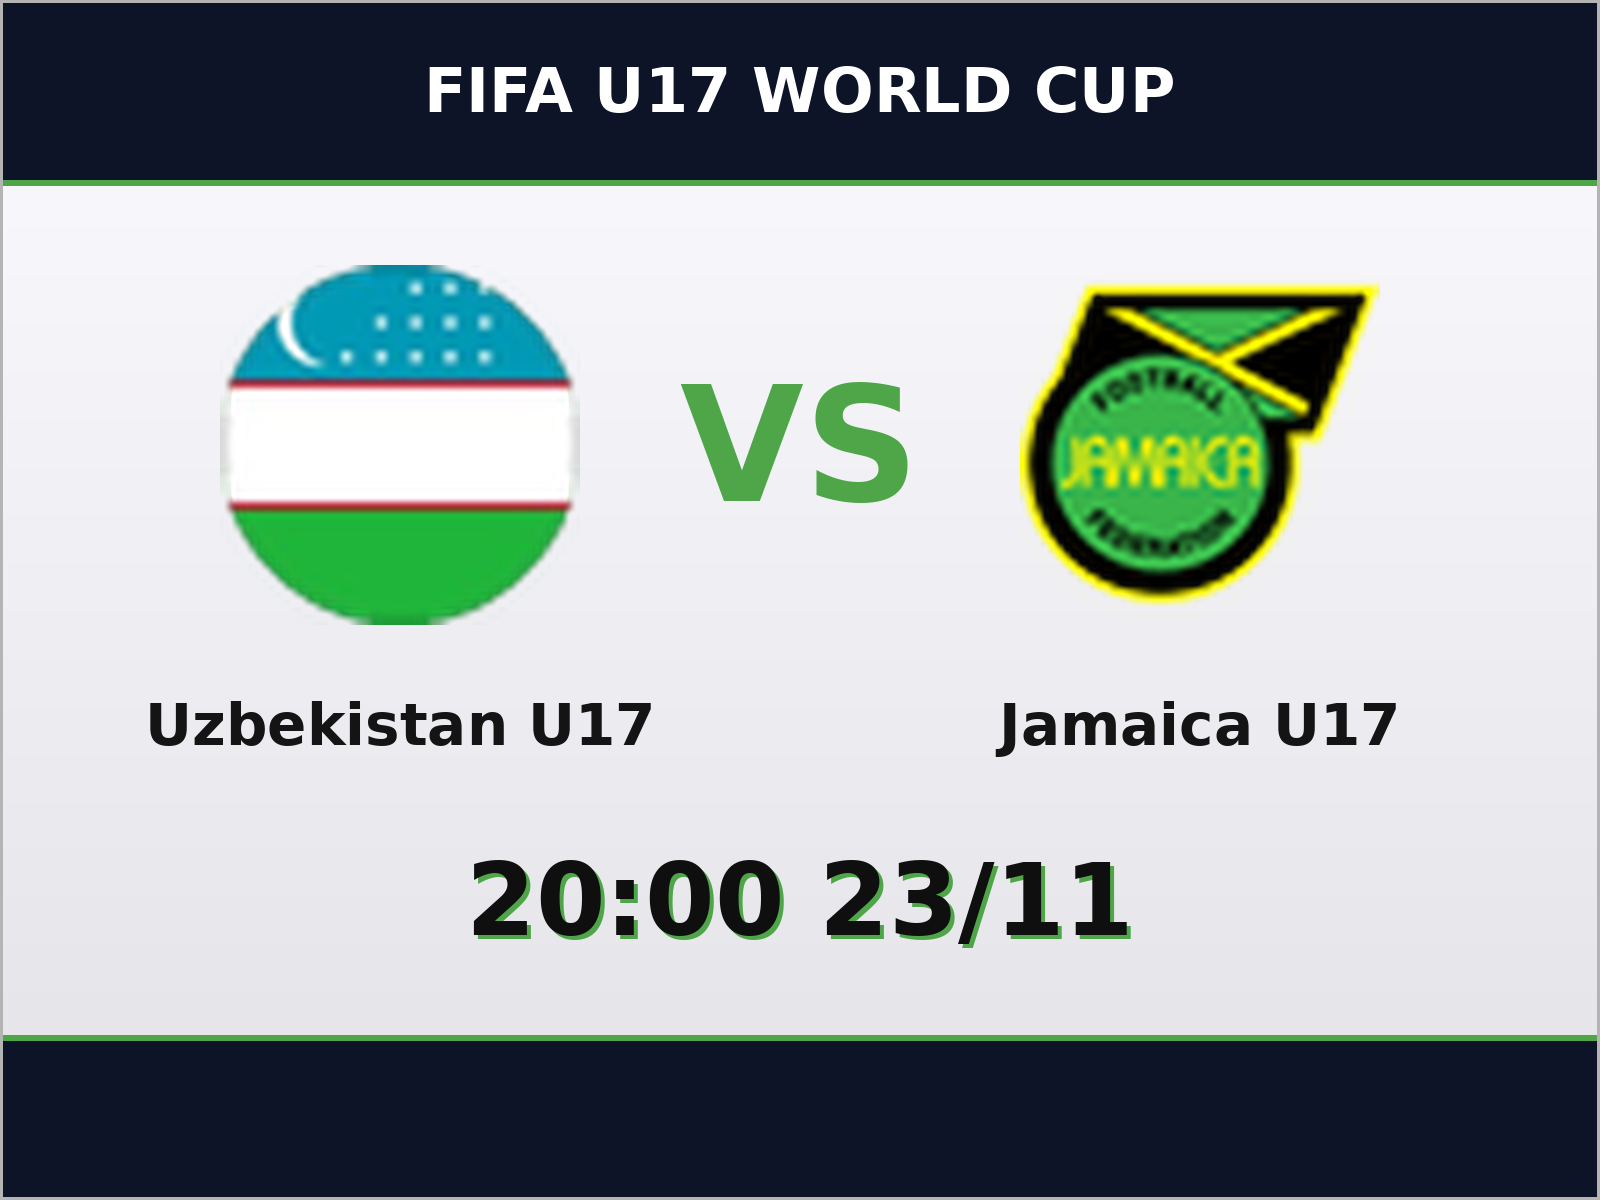 FIFA U17 WORLD CUP
VS
FOOTBALL
JAMAICA
FEDERATION
Uzbekistan U17
Jamaica U17
20:00 23/11